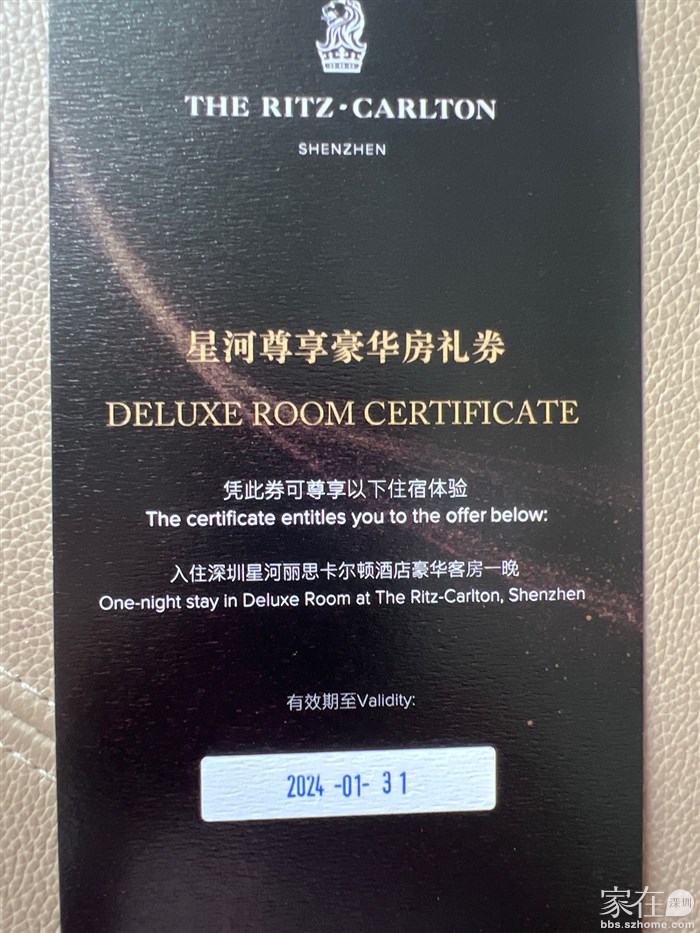 THE RITZ-CARLTON
SHENZHEN
星河尊享豪华房礼券
DELUXE ROOM CERTIFICATE
凭此券可尊享以下住宿体验
The certificate entitles you to the offer below:
入住深圳星河丽思卡尔顿酒店豪华客房一晚
One-night stay in Deluxe Room at The Ritz-Carlton, Shenzhen
有效期至Validity:
2024 -01- 31
家在深圳
bbs.szhome.com